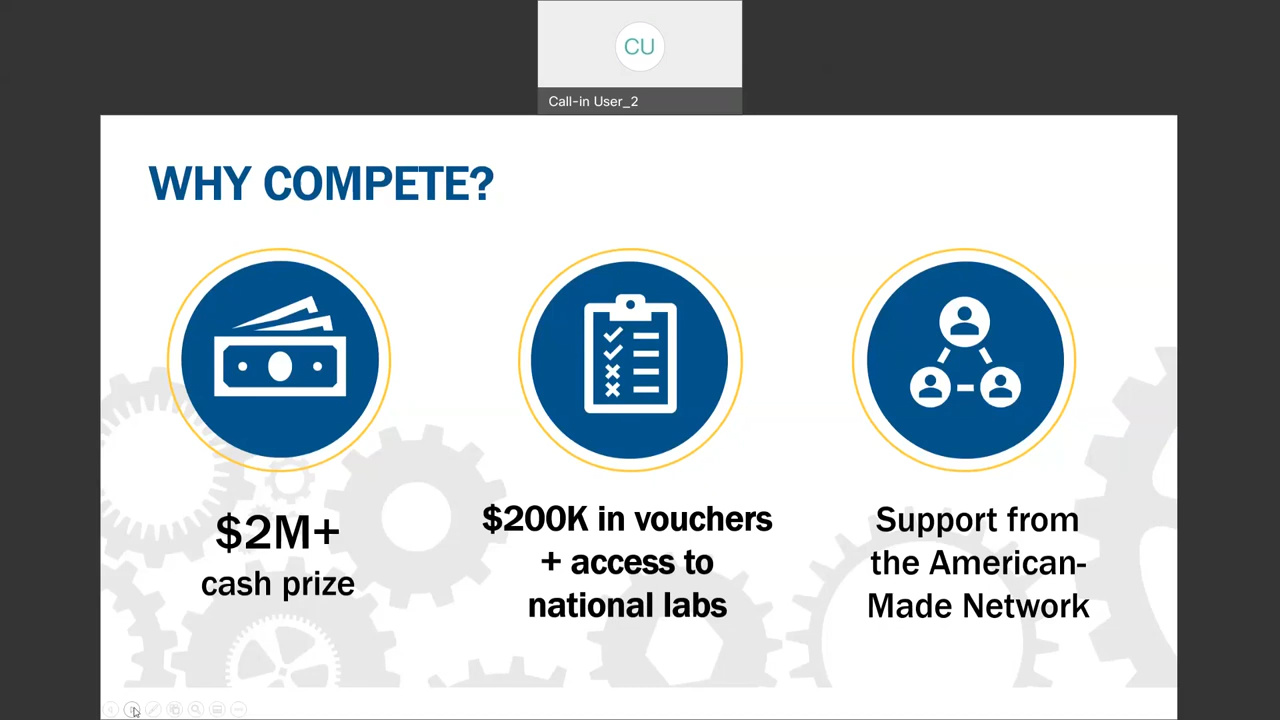 CU
Call-in User_2
WHY COMPETE?
$2M+
cash prize
$200K in vouchers
+ access to
national labs
Support from
the American-
Made Network